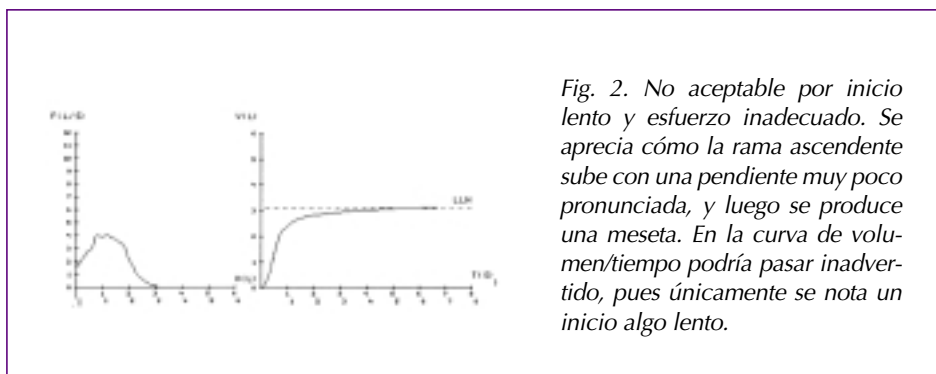 F(L/S)
V(L)
LLN
V(L)
T(S)
Fig. 2. No aceptable por inicio
lento y esfuerzo inadecuado. Se
aprecia cómo la rama ascendente
sube con una pendiente muy poco
pronunciada, y luego se produce
una meseta. En la curva de volu-
men/tiempo podría pasar inadver-
tido, pues únicamente se nota un
inicio algo lento.